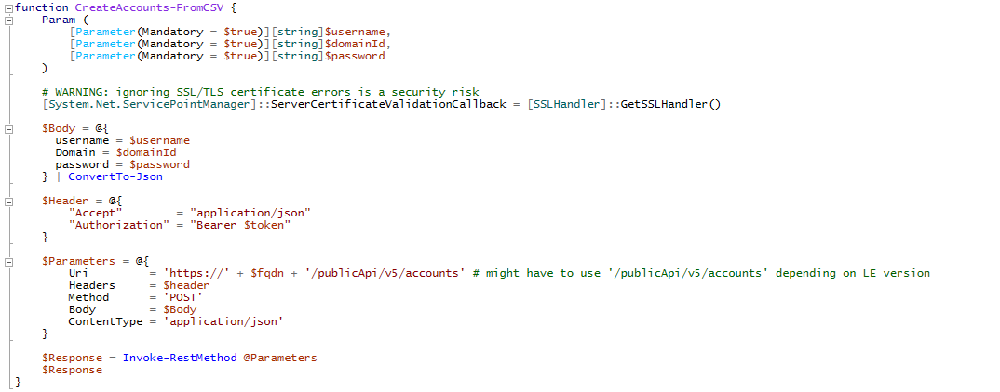 function CreateAccounts-FromCSV {
    Param (
        [Parameter(Mandatory = $true)][string]$username,
        [Parameter(Mandatory = $true)][string]$domainId,
        [Parameter(Mandatory = $true)][string]$password
    )

    # WARNING: ignoring SSL/TLS certificate errors is a security risk
    [System.Net.ServicePointManager]::ServerCertificateValidationCallback = [SSLHandler]::GetSSLHandler()

    $Body = @{
      username = $username
      Domain = $domainId
      password = $password
    } | ConvertTo-Json

    $Header = @{
        "Accept"        = "application/json"
        "Authorization" = "Bearer $token"
    }

    $Parameters = @{
        Uri         = 'https://' + $fqdn + '/publicApi/v5/accounts' # might have to use '/publicApi/v5/accounts' depending on LE version
        Headers     = $header
        Method      = 'POST'
        Body        = $Body
        ContentType = 'application/json'
    }

    $Response = Invoke-RestMethod @Parameters
    $Response
}